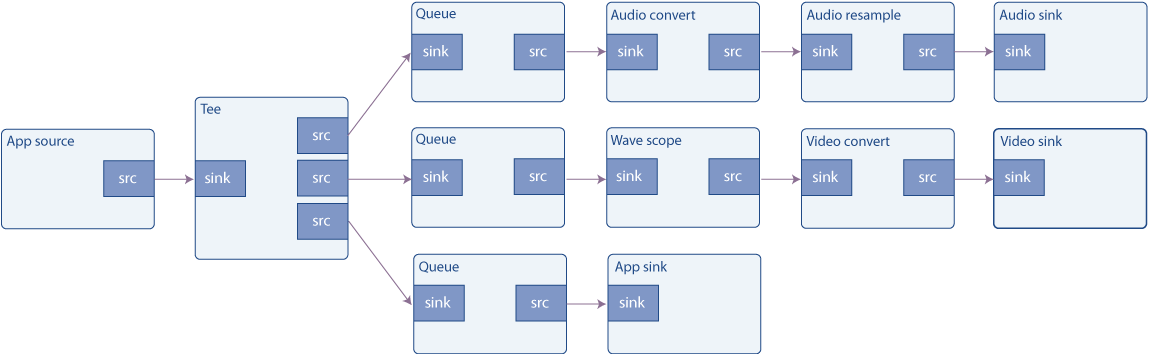 Queue
sink
src
Audio convert
sink
src
Audio resample
sink
src
Audio sink
sink
App source
src
Tee
sink
src
src
src
Queue
sink
src
Wave scope
sink
src
Video convert
sink
src
Video sink
sink
Queue
sink
src
App sink
sink